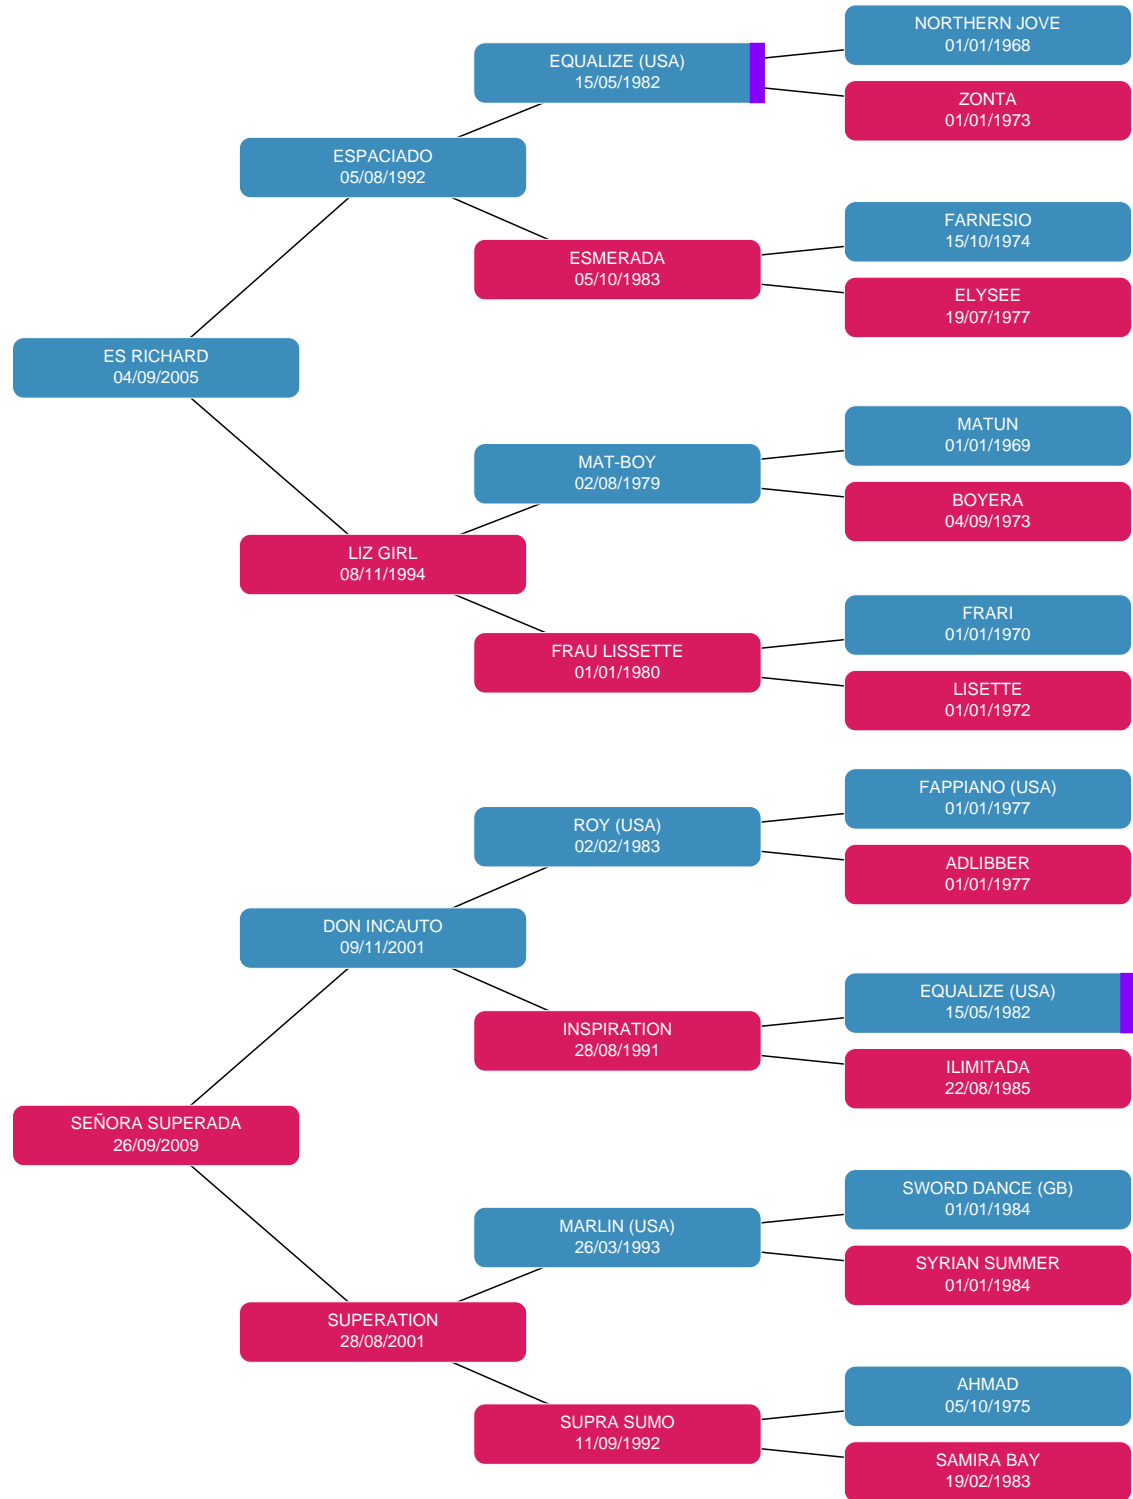 NORTHERN JOVE
01/01/1968
EQUALIZE (USA)
15/05/1982
ZONTA
01/01/1973
ESPACIADO
05/08/1992
FARNESIO
15/10/1974
ESMERADA
05/10/1983
ELYSEE
19/07/1977
ES RICHARD
04/09/2005
MATUN
01/01/1969
MAT-BOY
02/08/1979
BOYERA
04/09/1973
LIZ GIRL
08/11/1994
FRARI
01/01/1970
FRAU LISSETTE
01/01/1980
LISETTE
01/01/1972
FAPPIANO (USA)
01/01/1977
ROY (USA)
02/02/1983
ADLIBBER
01/01/1977
DON INCAUTO
09/11/2001
EQUALIZE (USA)
15/05/1982
INSPIRATION
28/08/1991
ILIMITADA
22/08/1985
SEÑORA SUPERADA
26/09/2009
SWORD DANCE (GB)
01/01/1984
MARLIN (USA)
26/03/1993
SYRIAN SUMMER
01/01/1984
SUPERATION
28/08/2001
AHMAD
05/10/1975
SUPRA SUMO
11/09/1992
SAMIRA BAY
19/02/1983